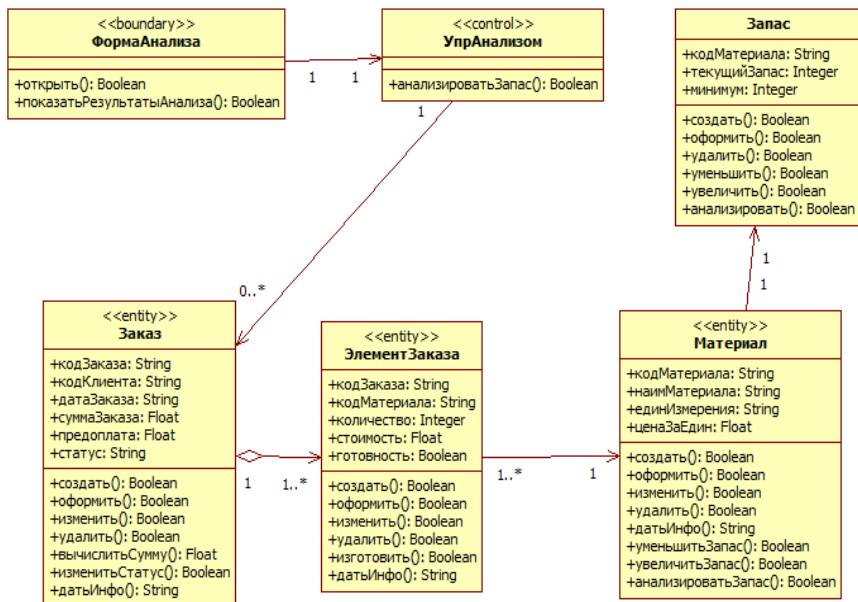 <<boundary>>
ФормаАнализа
+открыть(): Boolean
+показатьРезультатыАнализа(): Boolean
1
1
<<control>>
УпрАнализом
+анализироватьЗапас(): Boolean
1
0..*
Запас
+кодМатериала: String
+текущийЗапас: Integer
+минимум: Integer
+создать(): Boolean
+оформить(): Boolean
+удалить(): Boolean
+уменьшить(): Boolean
+увеличить(): Boolean
+анализировать(): Boolean
1
1
<<entity>>
Заказ
+кодЗаказа: String
+кодКлиента: String
+датаЗаказа: String
+суммаЗаказа: Float
+предоплата: Float
+статус: String
+создать(): Boolean
+оформить(): Boolean
+изменить(): Boolean
+удалить(): Boolean
+вычислитьСумму(): Float
+изменитьСтатус(): Boolean
+датьИнфо(): String
1
1..*
<<entity>>
ЭлементЗаказа
+кодЗаказа: String
+кодМатериала: String
+количество: Integer
+стоимость: Float
+готовность: Boolean
+создать(): Boolean
+оформить(): Boolean
+изменить(): Boolean
+удалить(): Boolean
+изготовить(): Boolean
+датьИнфо(): String
1..*
1
<<entity>>
Материал
+кодМатериала: String
+наимМатериала: String
+единИзмерения: String
+ценаЗаЕдин: Float
+создать(): Boolean
+оформить(): Boolean
+изменить(): Boolean
+удалить(): Boolean
+датьИнфо(): String
+уменьшитьЗапас(): Boolean
+увеличитьЗапас(): Boolean
+анализироватьЗапас(): Boolean